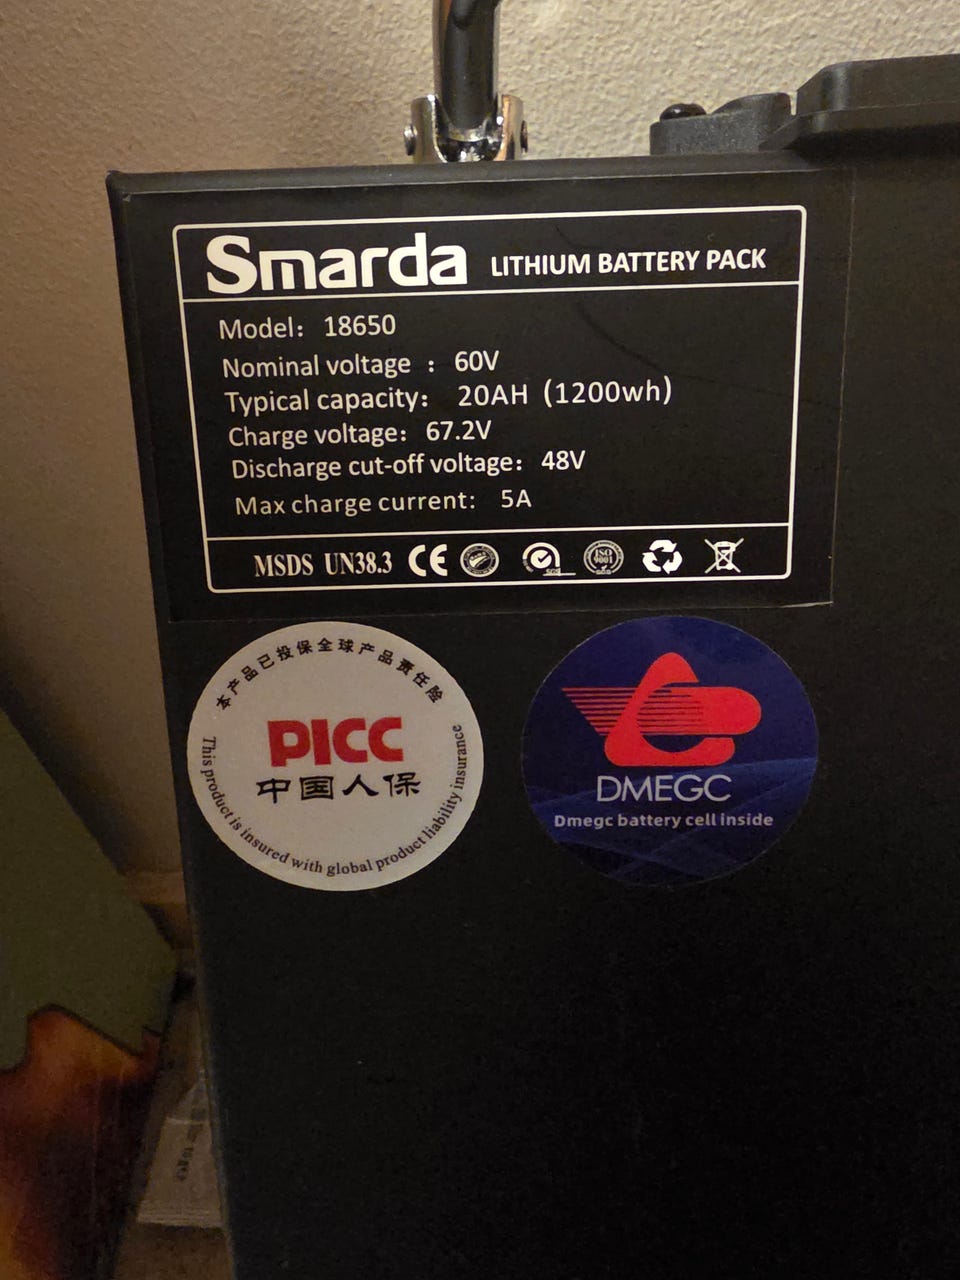 Smarda LITHIUM BATTERY PACK
Model: 18650
Nominal voltage : 60V
Typical capacity: 20AH (1200wh)
Charge voltage: 67.2V
Discharge cut-off voltage: 48V
Max charge current: 5A
MSDS UN38.3 CE ISO 9001
本产品已投保全球产品责任险
PICC
中国人保
This product is insured with global product liability insurance
DMEGC
Dmegc battery cell inside